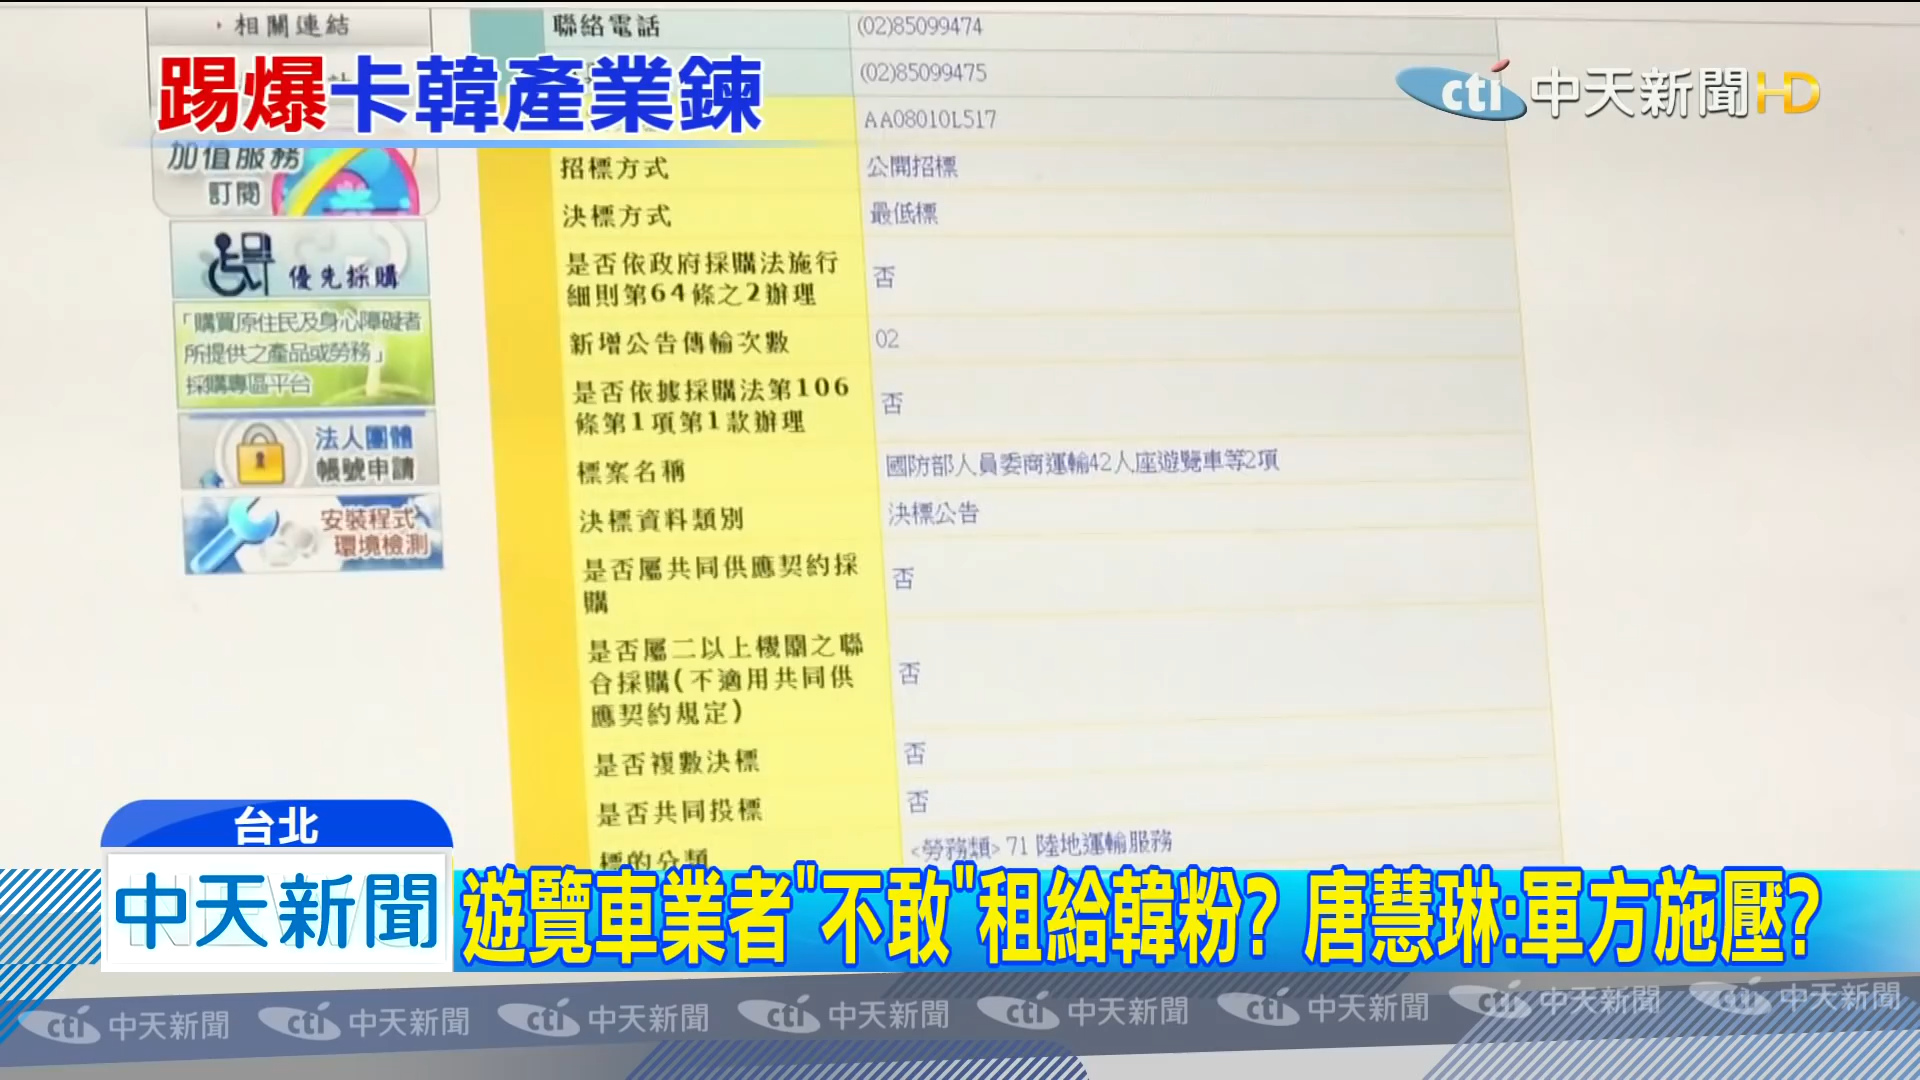 相關連結
聯絡電話
(02)85099474
(02)85099475
踢爆卡韓產業鍊
cti 中天新聞HD
AA08010L517
加值服務
訂閱
招標方式
公開招標
決標方式
最低標
優先採購
是否依政府採購法施行
細則第64條之2辦理
否
「購買原住民及身心障礙者
所提供之產品或勞務」
採購專區平台
新增公告傳輸次數
02
是否依據採購法第106
條第1項第1款辦理
否
法人團體
帳號申請
標案名稱
國防部人員委商運輸42人座遊覽車等2項
安裝程式
環境檢測
決標資料類別
決標公告
是否屬共同供應契約採
購
否
是否屬二以上機關之聯
合採購(不適用共同供
應契約規定)
否
是否複數決標
否
是否共同投標
否
標的分類
<勞務類> 71 陸地運輸服務
台北
中天新聞
遊覽車業者"不敢"租給韓粉? 唐慧琳:軍方施壓?
cti 中天新聞 cti 中天新聞 cti 中天新聞 cti 中天新聞 cti 中天新聞 cti 中天新聞 cti 中天新聞 cti 中天新聞